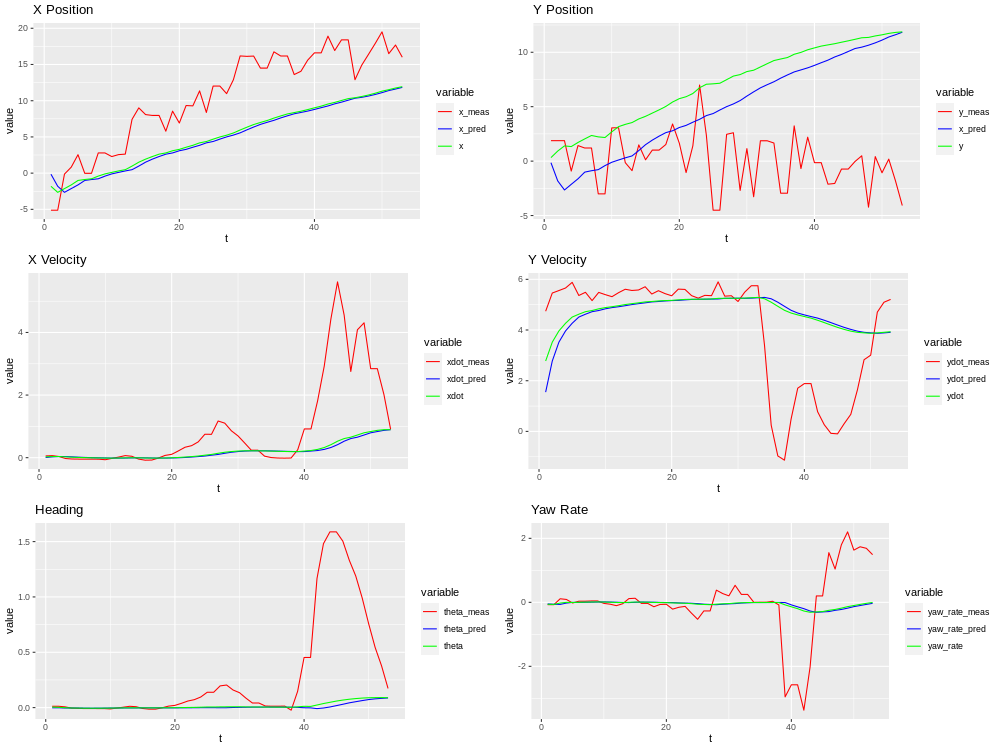 X Position
value
20
15
10
5
0
-5
0
20
40
t
variable
x_meas
x_pred
x
Y Position
value
10
5
0
-5
0
20
40
t
variable
y_meas
x_pred
y
X Velocity
value
4
2
0
0
20
40
t
variable
xdot_meas
xdot_pred
xdot
Y Velocity
value
6
4
2
0
0
20
40
t
variable
ydot_meas
ydot_pred
ydot
Heading
value
1.5
1.0
0.5
0.0
0
20
40
t
variable
theta_meas
theta_pred
theta
Yaw Rate
value
2
0
-2
0
20
40
t
variable
yaw_rate_meas
yaw_rate_pred
yaw_rate